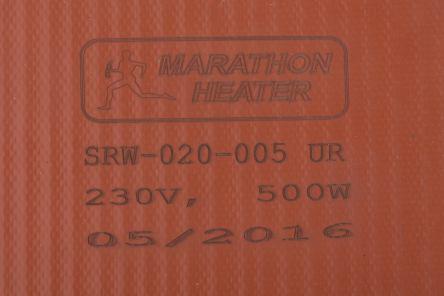 MARATHON
HEATER
SRW-020-005 UR
230V, 500W
05/2016